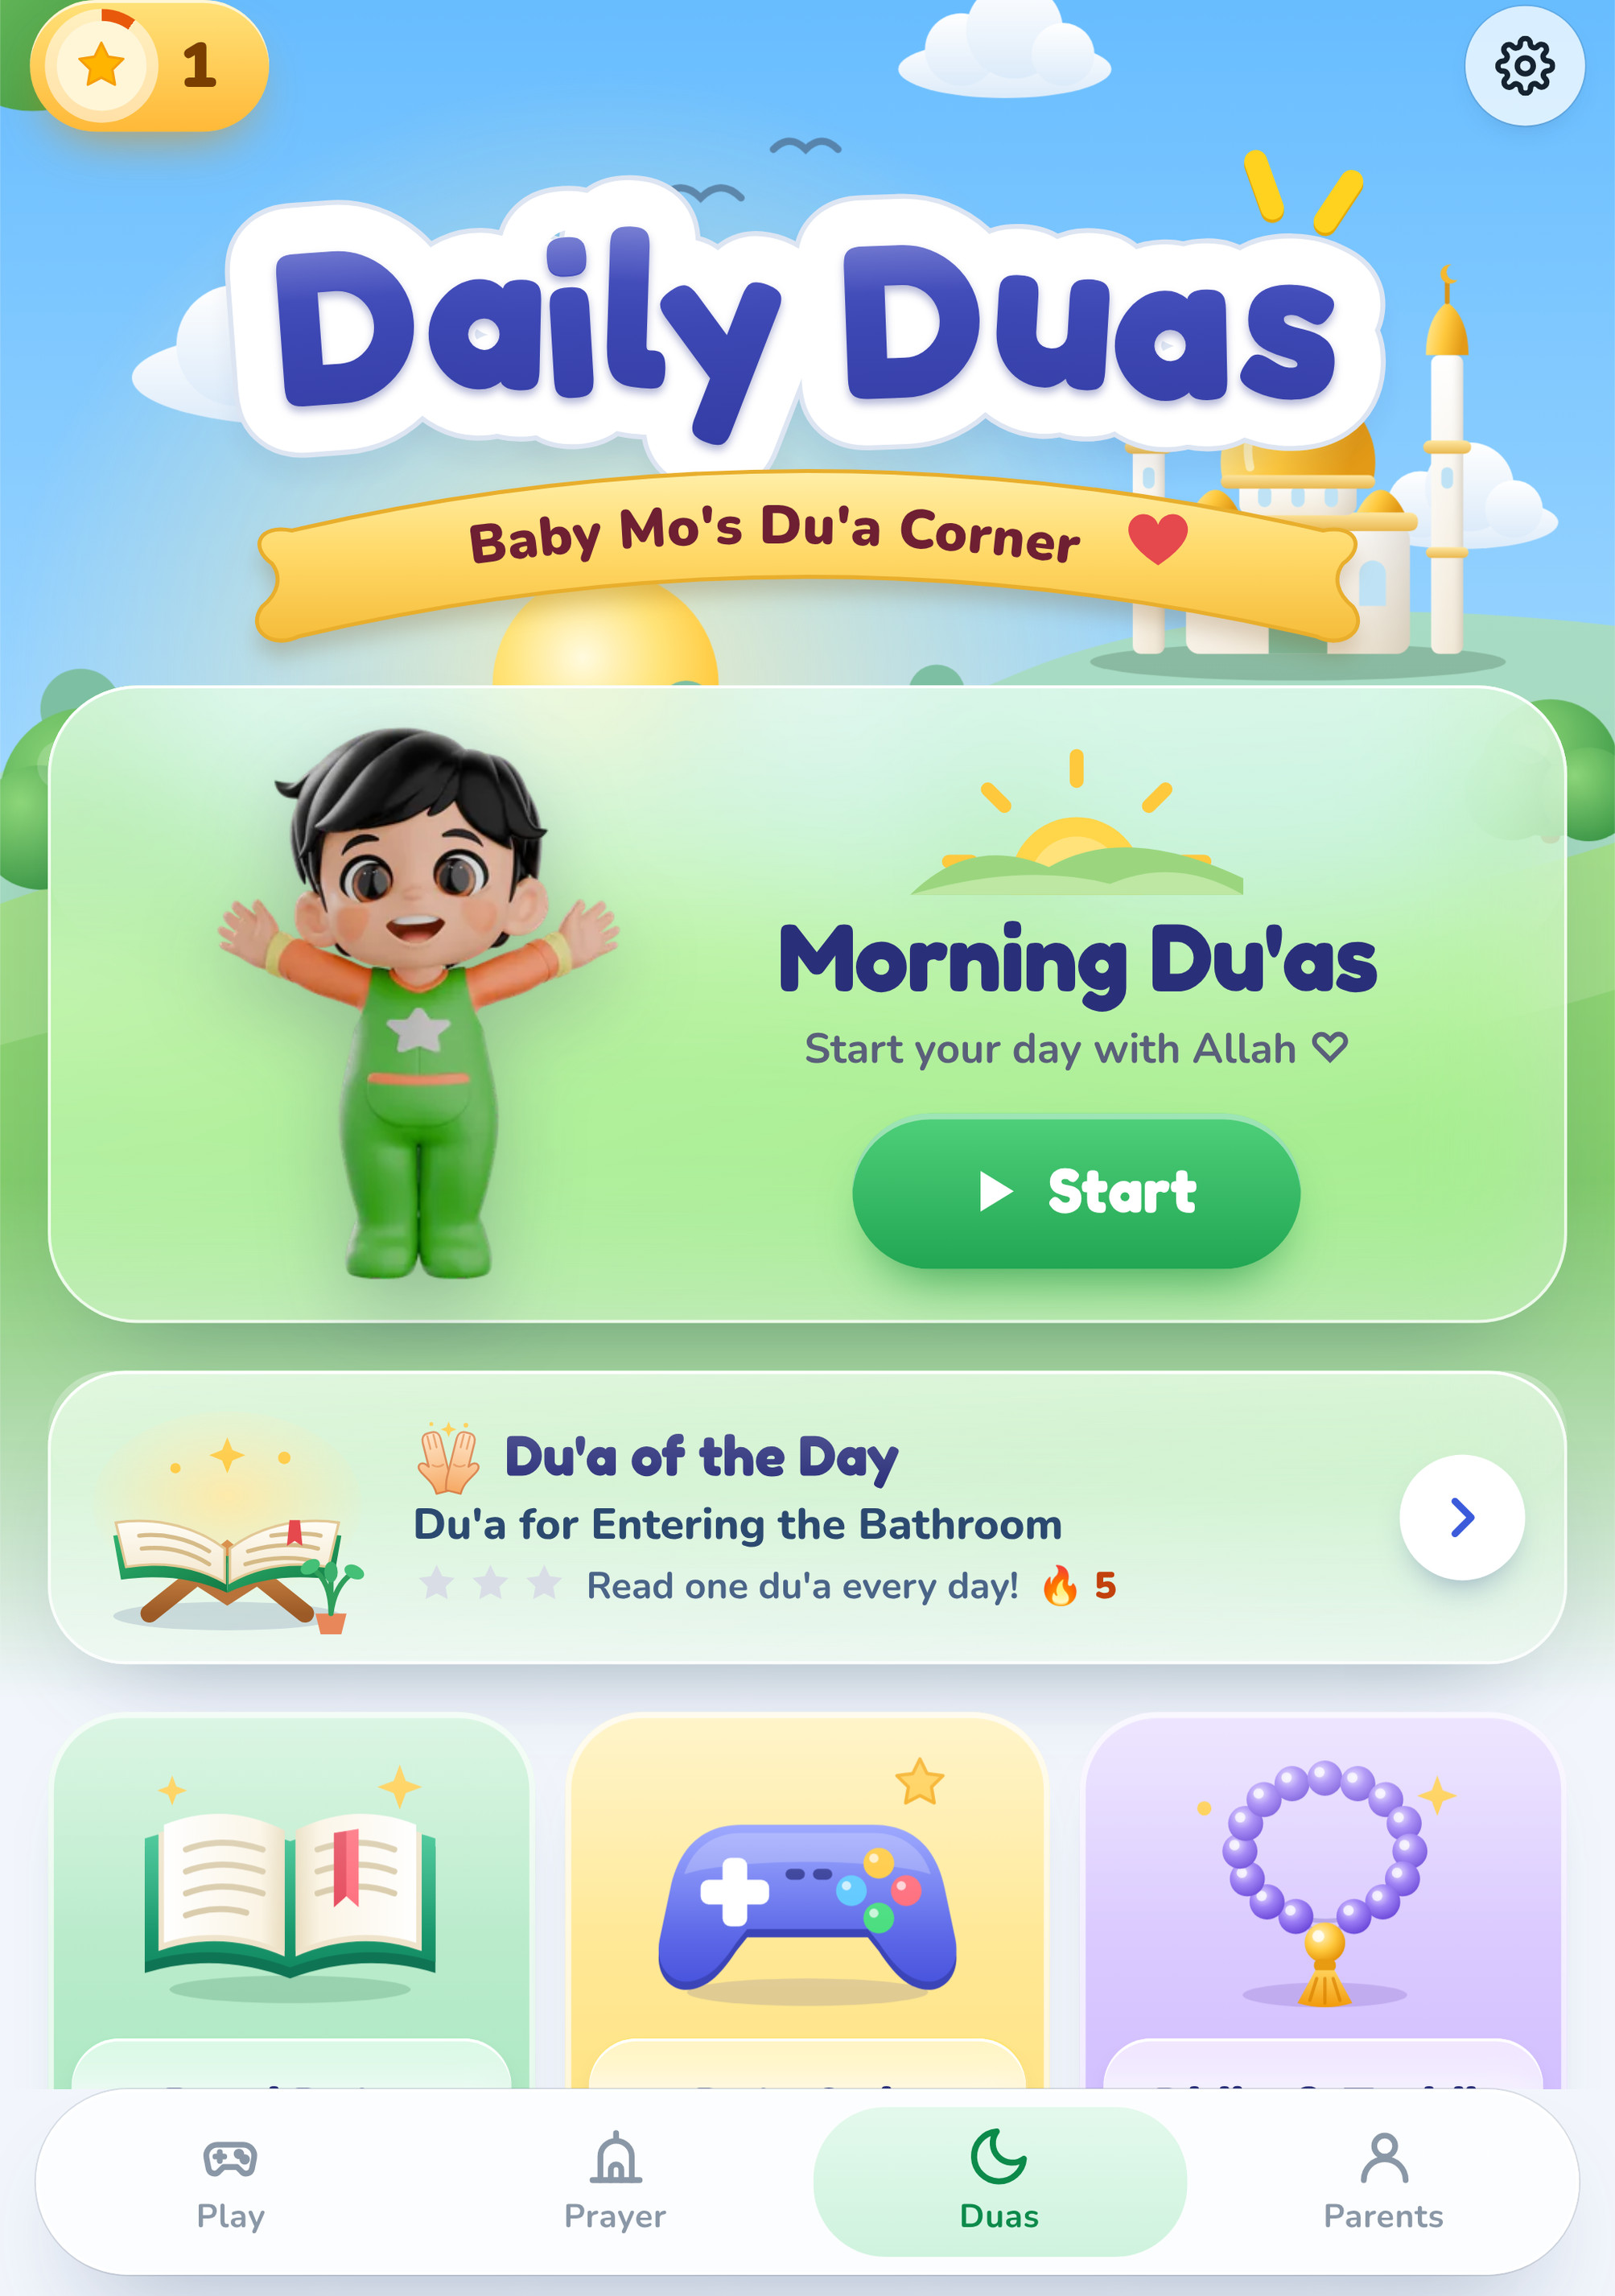 1
Daily Duas
Baby Mo's Du'a Corner
Morning Du'as
Start your day with Allah ♡
Start
Du'a of the Day
Du'a for Entering the Bathroom
Read one du'a every day! 🔥 5
Play
Prayer
Duas
Parents